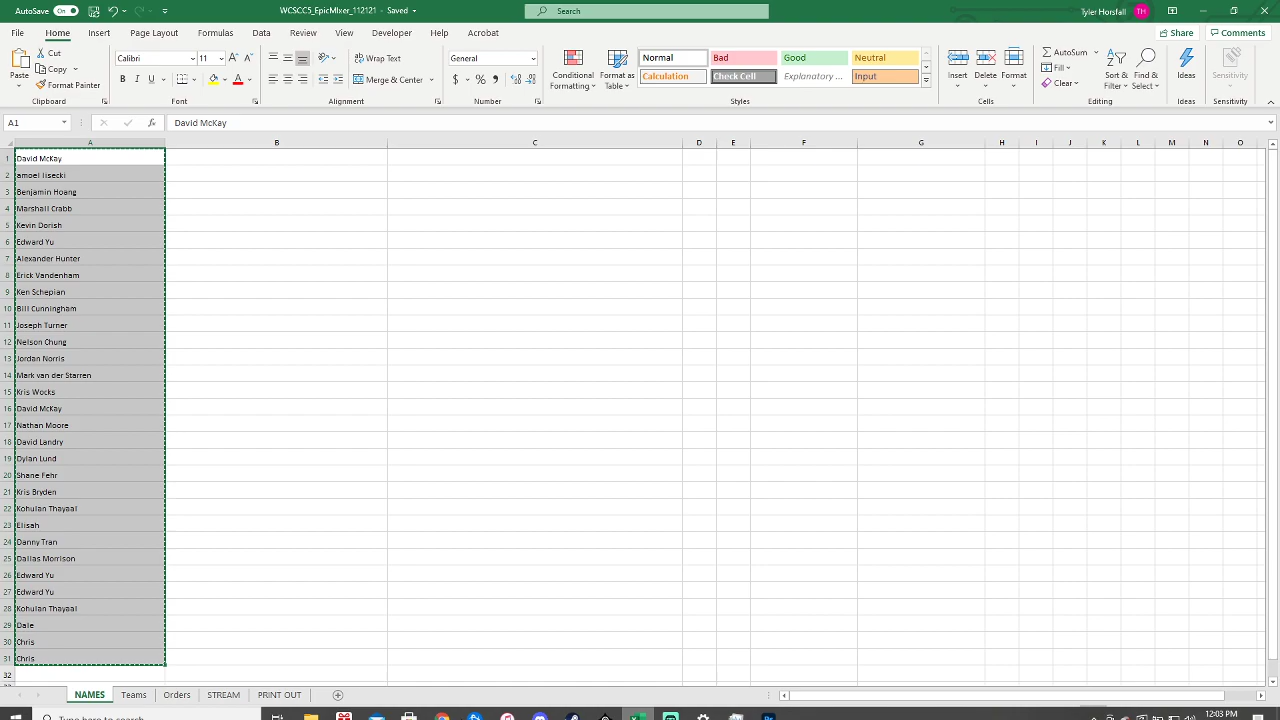 AutoSave On
WCSCC5_EpicMIxer_112121 - Saved
Search
Tyler Horsfall TH
File Home Insert Page Layout Formulas Data Review View Developer Help Acrobat Share Comments
Paste
Cut
Copy
Format Painter
Clipboard
Calibri 11
B I U
Font
Wrap Text
Merge & Center
Alignment
General
$ % ,
Number
Conditional Formatting
Format as Table
Normal Bad Good Neutral
Calculation Check Cell Explanatory ... Input
Styles
Insert Delete Format
Cells
AutoSum
Fill
Clear
Sort & Filter
Find & Select
Editing
Ideas
Ideas
Sensitivity
Sensitivity
A1 fx David McKay
A B C D E F G H I J K L M N O
1 David McKay
2 amoel lisecki
3 Benjamin Hoang
4 Marshall Crabb
5 Kevin Dorish
6 Edward Yu
7 Alexander Hunter
8 Erick Vandenham
9 Ken Schepian
10 Bill Cunningham
11 Joseph Turner
12 Nelson Chung
13 Jordan Norris
14 Mark van der Starren
15 Kris Wocks
16 David McKay
17 Nathan Moore
18 David Landry
19 Dylan Lund
20 Shane Fehr
21 Kris Bryden
22 Kohulan Thayaal
23 Elisah
24 Danny Tran
25 Dallas Morrison
26 Edward Yu
27 Edward Yu
28 Kohulan Thayaal
29 Dale
30 Chris
31 Chris
32
NAMES Teams Orders STREAM PRINT OUT
Type here to search
12:03 PM